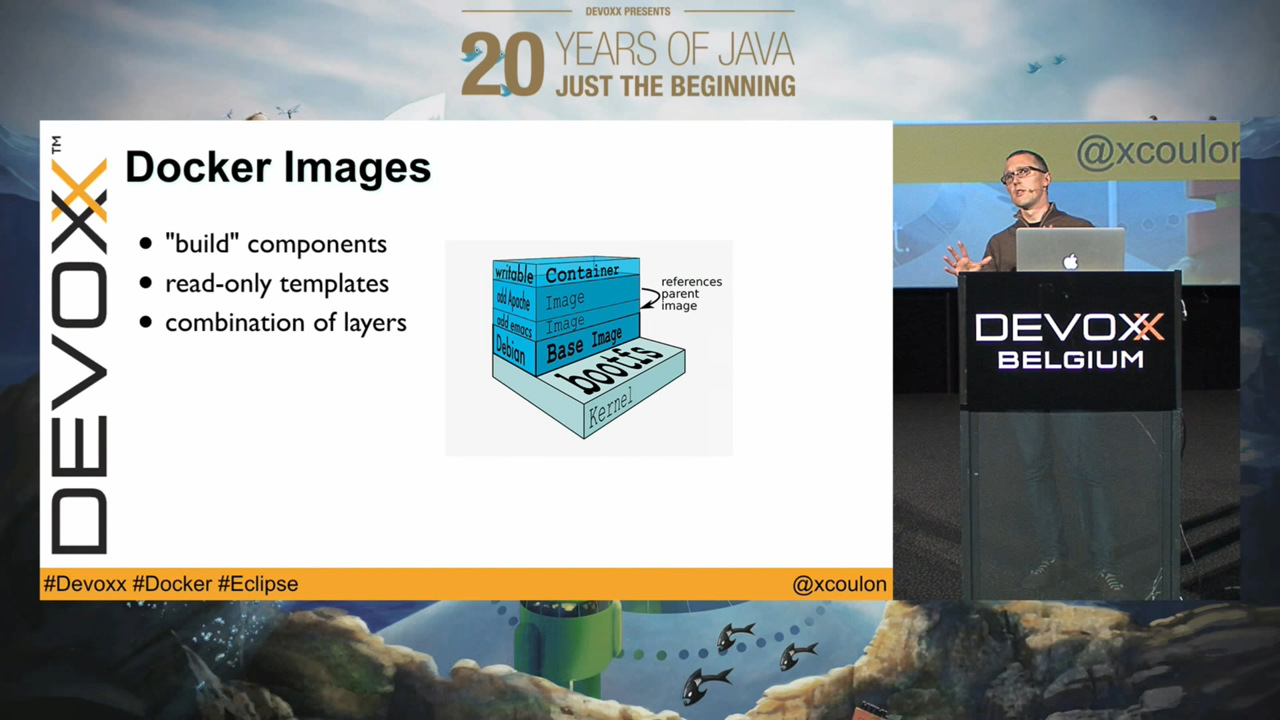 DEVOXX PRESENTS
20 YEARS OF JAVA
JUST THE BEGINNING
DEVOXX™
Docker Images
• "build" components
• read-only templates
• combination of layers
writable Container
add Apache Image
add emacs Image
Debian Base Image
bootfs
Kernel
references
parent
image
#Devoxx #Docker #Eclipse
@xcoulon
@xcoulon
DEVOXX
BELGIUM